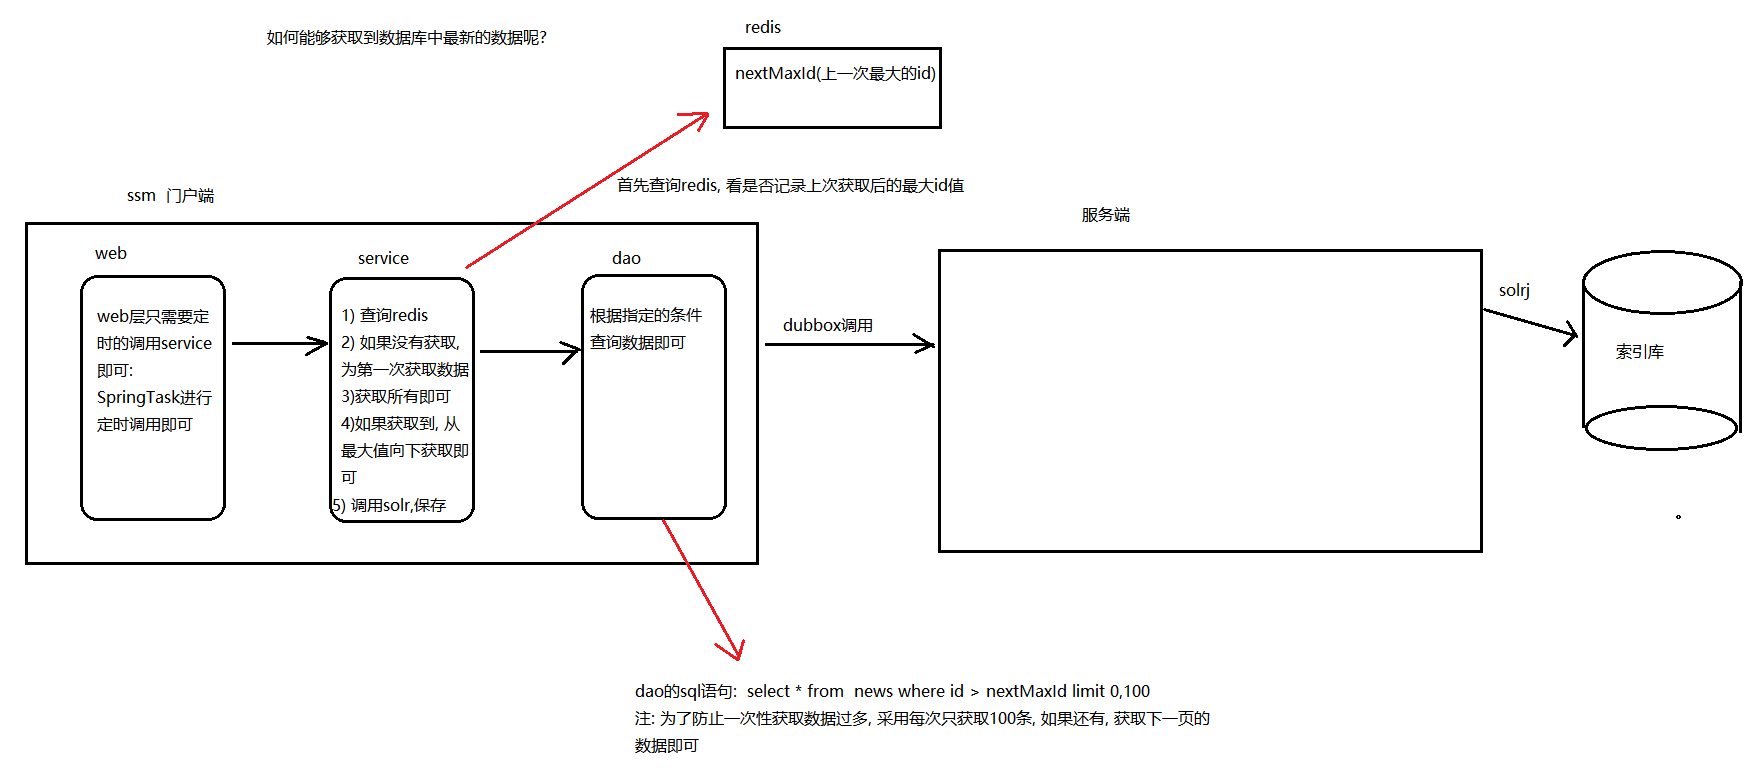 如何能够获取到数据库中最新的数据呢?
redis
nextMaxId(上一次最大的id)
首先查询redis, 看是否记录上次获取后的最大id值
ssm  门户端
web
web层只需要定
时的调用service
即可:
SpringTask进行
定时调用即可
service
1) 查询redis
2) 如果没有获取,
为第一次获取数据
3)获取所有即可
4)如果获取到, 从
最大值向下获取即
可
5) 调用solr,保存
dao
根据指定的条件
查询数据即可
dubbox调用
服务端
solrj
索引库
dao的sql语句:  select * from  news where id > nextMaxId limit 0,100
注: 为了防止一次性获取数据过多, 采用每次只获取100条, 如果还有, 获取下一页的
数据即可